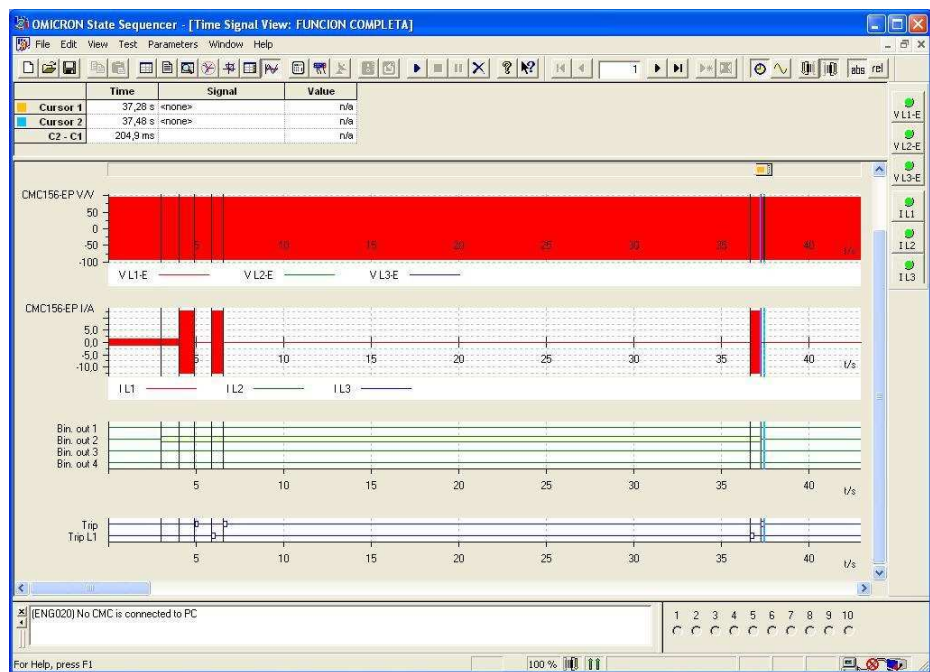 OMICRON State Sequencer - [Time Signal View: FUNCION COMPLETA]
File Edit View Test Parameters Window Help
1 abs rel
Time Signal Value
Cursor 1 37,28 s <none> n/a
Cursor 2 37,48 s <none> n/a
C2 - C1 204,9 ms n/a
V L1-E
V L2-E
V L3-E
I L1
I L2
I L3
CMC156-EP V/V
50
0
-50
-100
5 10 15 20 25 30 35 40 t/s
V L1-E V L2-E V L3-E
CMC156-EP I/A
5,0
0,0
-5,0
-10,0
5 10 15 20 25 30 35 40 t/s
I L1 I L2 I L3
Bin. out 1
Bin. out 2
Bin. out 3
Bin. out 4
5 10 15 20 25 30 35 40 t/s
Trip
Trip L1
5 10 15 20 25 30 35 40 t/s
[ENG020] No CMC is connected to PC
1 2 3 4 5 6 7 8 9 10
For Help, press F1
100 %